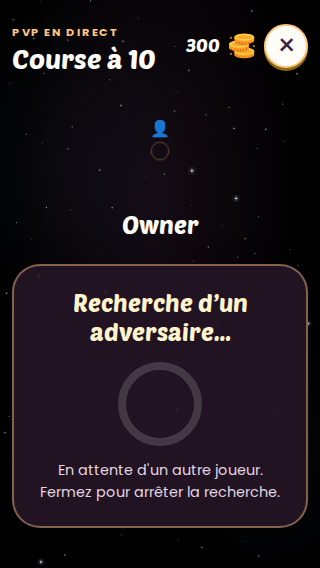 PVP EN DIRECT
Course à 10
300
×
Owner
Recherche d'un
adversaire...
En attente d'un autre joueur.
Fermez pour arrêter la recherche.